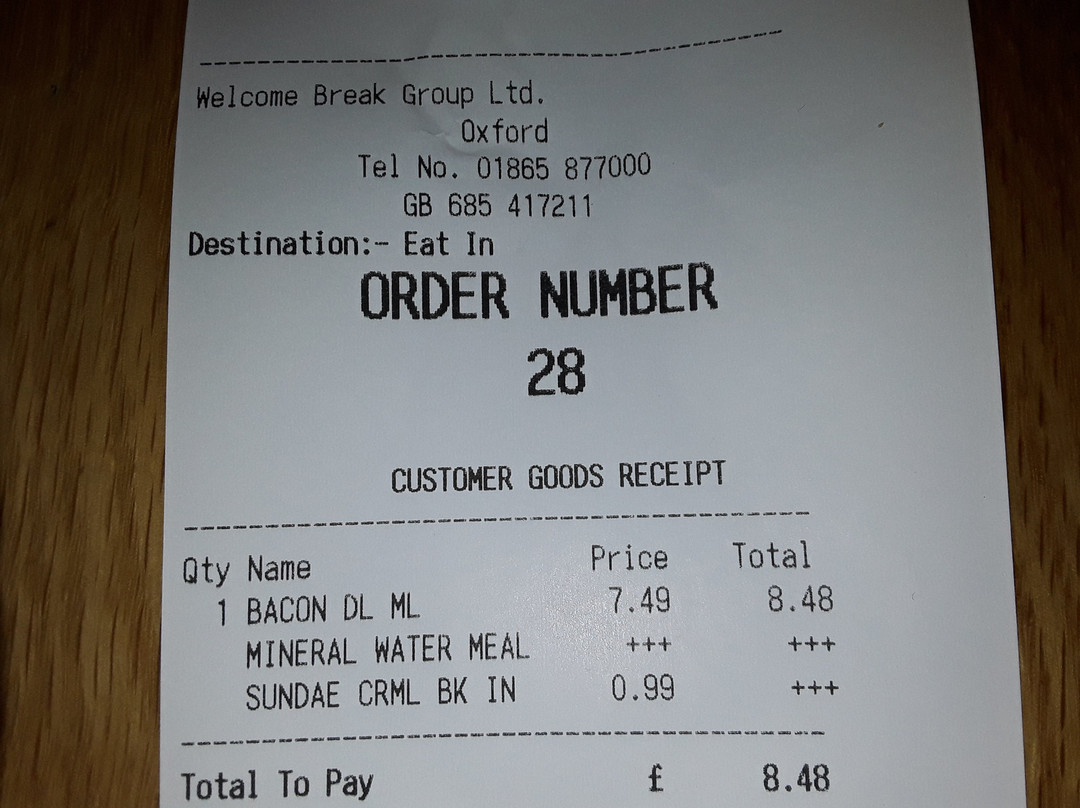 Welcome Break Group Ltd.
Oxford
Tel No. 01865 877000
GB 685 417211
Destination:- Eat In
ORDER NUMBER
28
CUSTOMER GOODS RECEIPT
Qty Name Price Total
1 BACON DL ML 7.49 8.48
MINERAL WATER MEAL +++ +++
SUNDAE CRML BK IN 0.99 +++
Total To Pay £ 8.48